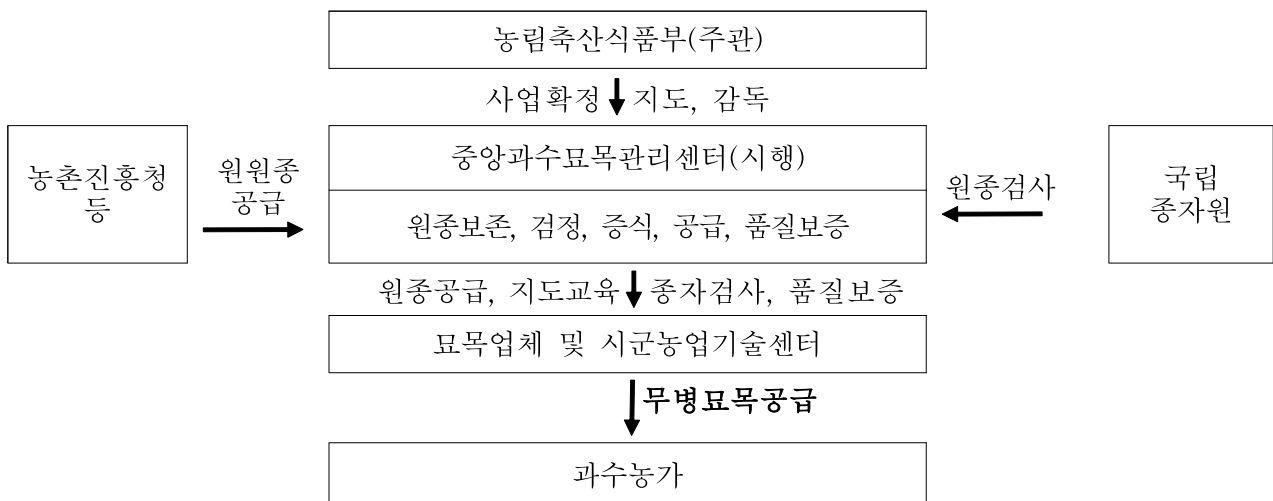 농림축산식품부(주관)
사업확정 지도, 감독
농촌진흥청
등
원원종
공급
중앙과수묘목관리센터(시행)
원종보존, 검정, 증식, 공급, 품질보증
원종검사
국립
종자원
원종공급, 지도교육 종자검사, 품질보증
묘목업체 및 시군농업기술센터
무병묘목공급
과수농가